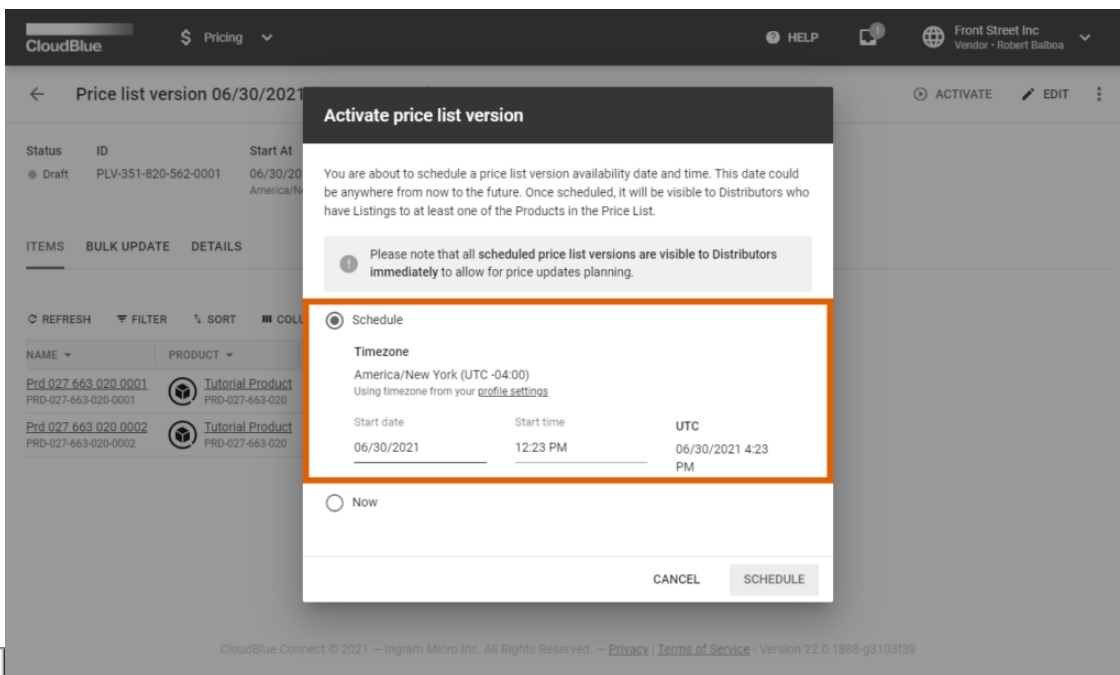 CloudBlue
$ Pricing
HELP
1
Front Street Inc
Vendor • Robert Balboa
Price list version 06/30/2021
ACTIVATE
EDIT
Status ID Start At
Draft PLV-351-820-562-0001 06/30/20
America/N
ITEMS BULK UPDATE DETAILS
REFRESH FILTER SORT COLU
NAME PRODUCT
Prd 027 663 020 0001 Tutorial Product
PRD-027-663-020-0001 PRD-027-663-020
Prd 027 663 020 0002 Tutorial Product
PRD-027-663-020-0002 PRD-027-663-020
Activate price list version
You are about to schedule a price list version availability date and time. This date could
be anywhere from now to the future. Once scheduled, it will be visible to Distributors who
have Listings to at least one of the Products in the Price List.
Please note that all scheduled price list versions are visible to Distributors
immediately to allow for price updates planning.
Schedule
Timezone
America/New York (UTC -04:00)
Using timezone from your profile settings
Start date Start time UTC
06/30/2021 12:23 PM 06/30/2021 4:23
PM
Now
CANCEL SCHEDULE
CloudBlue Connect © 2021 — Ingram Micro Inc. All Rights Reserved. — Privacy | Terms of Service - Version 22.0.1888-g3103f39